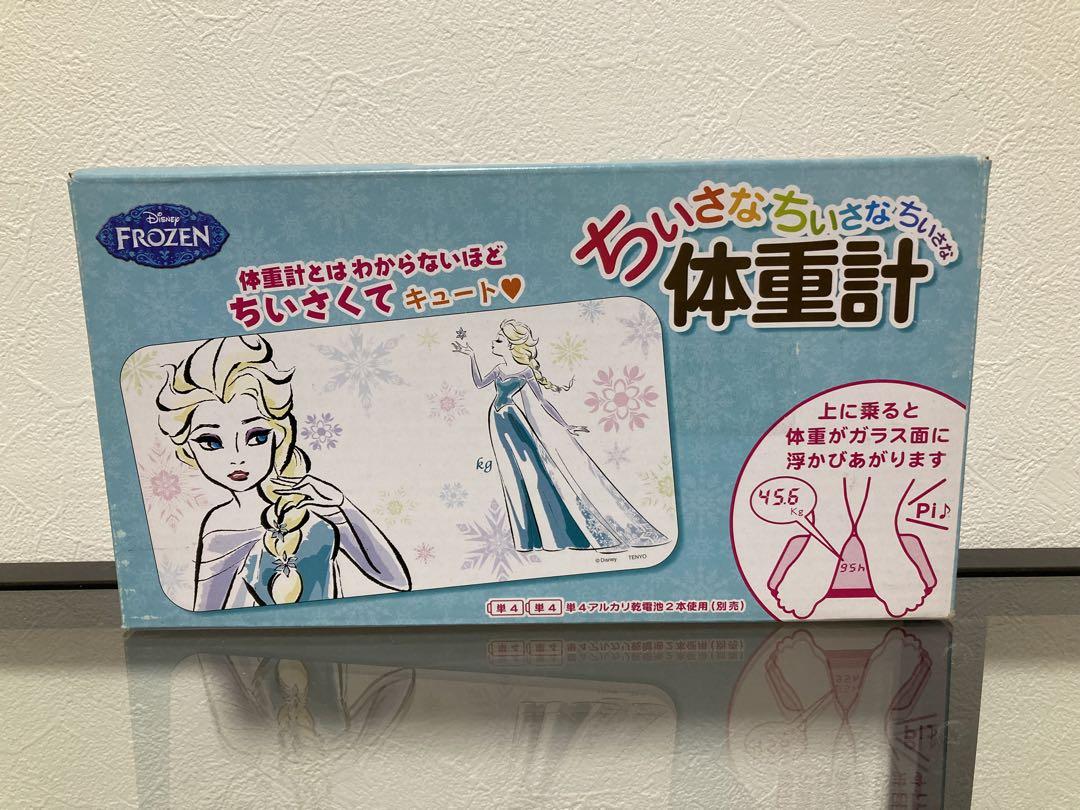 Disney
FROZEN
体重計とはわからないほど
ちいさくてキュート♥
ちいさなちいさなちいさな
体重計
kg
©Disney TENYO
上に乗ると
体重がガラス面に
浮かびあがります
45.6
Kg
Pi♪
45.6
単4 単4 単4アルカリ乾電池2本使用(別売)